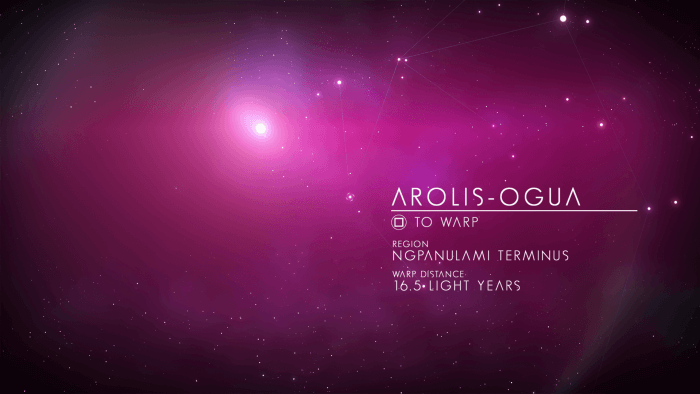 AROLIS-OGUA
TO WARP
REGION
NGPANULAMI TERMINUS
WARP DISTANCE
16.5 LIGHT YEARS